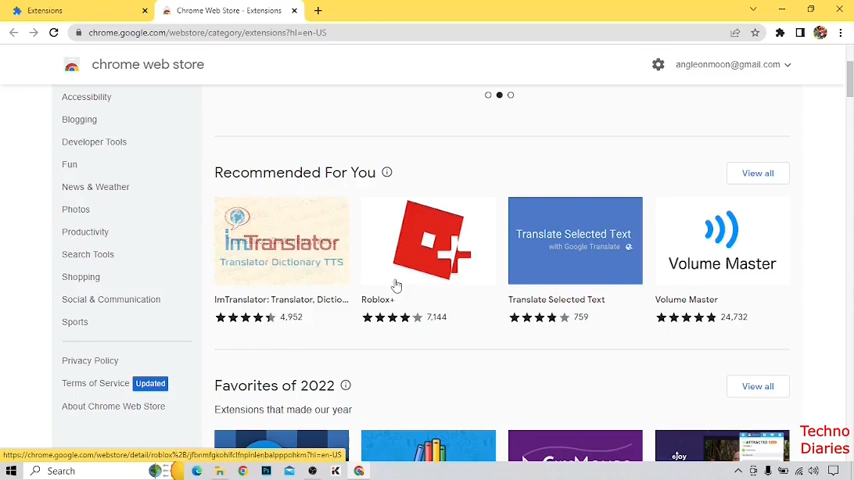 Extensions
Chrome Web Store - Extensions
chrome.google.com/webstore/category/extensions?hl=en-US
chrome web store
angleonmoon@gmail.com
Accessibility
Blogging
Developer Tools
Fun
News & Weather
Photos
Productivity
Search Tools
Shopping
Social & Communication
Sports
Privacy Policy
Terms of Service Updated
About Chrome Web Store
Recommended For You
View all
ImTranslator
Translator Dictionary TTS
Translate Selected Text
with Google Translate
Volume Master
ImTranslator: Translator, Dictio...
Roblox+
Translate Selected Text
Volume Master
4,952
7,144
759
24,732
Favorites of 2022
View all
Extensions that made our year
Techno
Diaries
Search